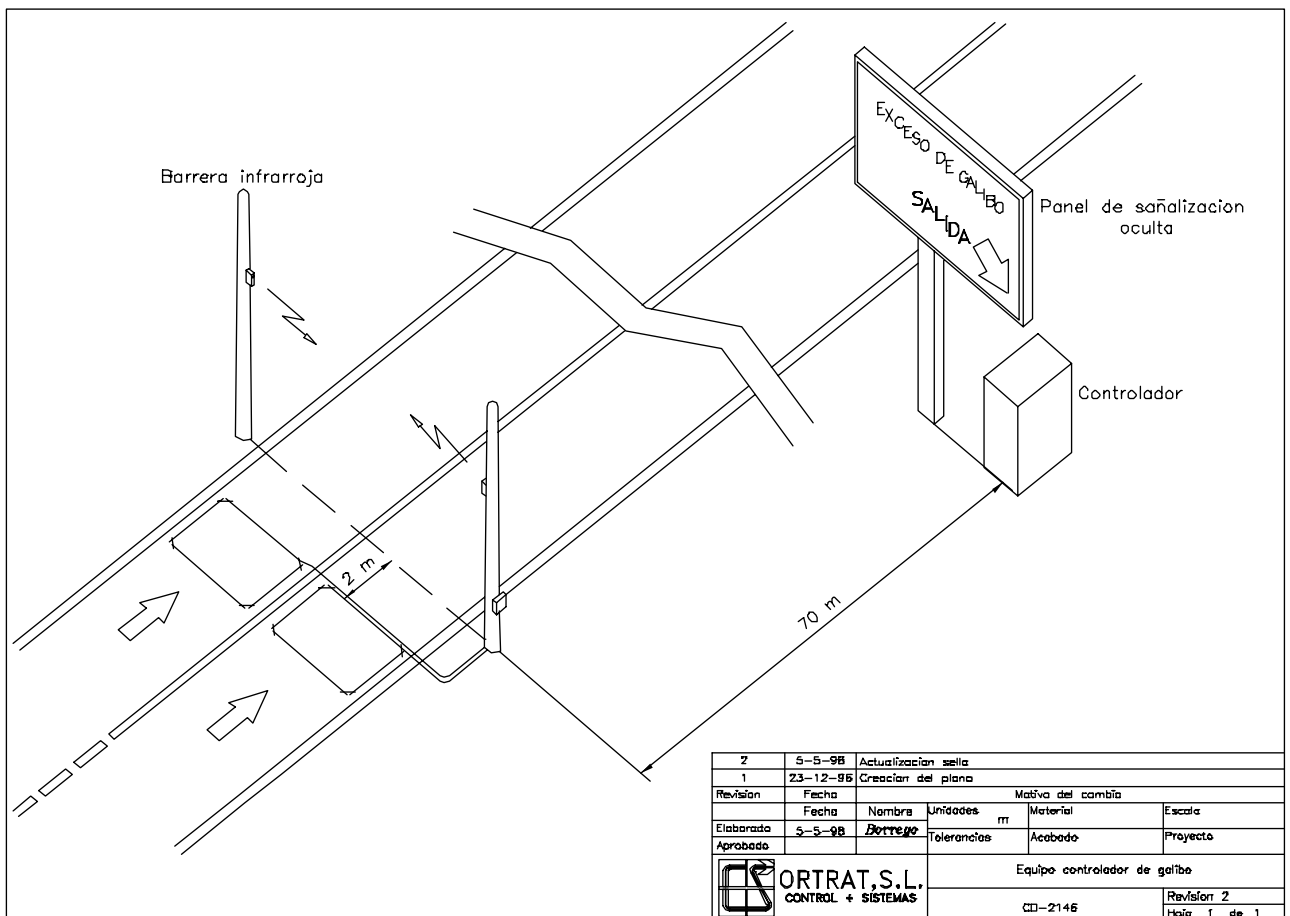 Barrera infrarroja
EXCESO DE GALIBO
SALIDA
Panel de sañalizacion
oculta
Controlador
2 m
70 m
2 5-5-98 Actualizacion sello
1 23-12-96 Creacion del plano
Revision Fecha Motivo del cambio
Fecha Nombre Unidades m Material Escala
Elaborado 5-5-98 Borrego
Tolerancias Acabado Proyecto
Aprobado
ORTRAT,S.L.
CONTROL + SISTEMAS
Equipo controlador de galibo
CD-2146
Revision 2
Hoja 1 de 1